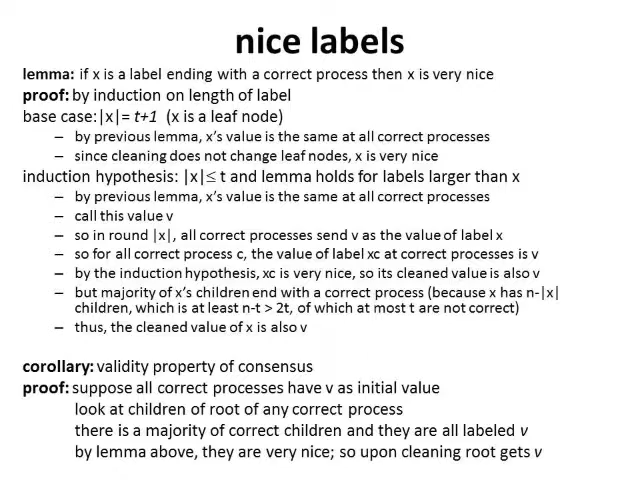 nice labels
lemma: if x is a label ending with a correct process then x is very nice
proof: by induction on length of label
base case:|x|= t+1 (x is a leaf node)
– by previous lemma, x's value is the same at all correct processes
– since cleaning does not change leaf nodes, x is very nice
induction hypothesis: |x|≤ t and lemma holds for labels larger than x
– by previous lemma, x's value is the same at all correct processes
– call this value v
– so in round |x|, all correct processes send v as the value of label x
– so for all correct process c, the value of label xc at correct processes is v
– by the induction hypothesis, xc is very nice, so its cleaned value is also v
– but majority of x's children end with a correct process (because x has n-|x|
children, which is at least n-t > 2t, of which at most t are not correct)
– thus, the cleaned value of x is also v
corollary: validity property of consensus
proof: suppose all correct processes have v as initial value
look at children of root of any correct process
there is a majority of correct children and they are all labeled v
by lemma above, they are very nice; so upon cleaning root gets v